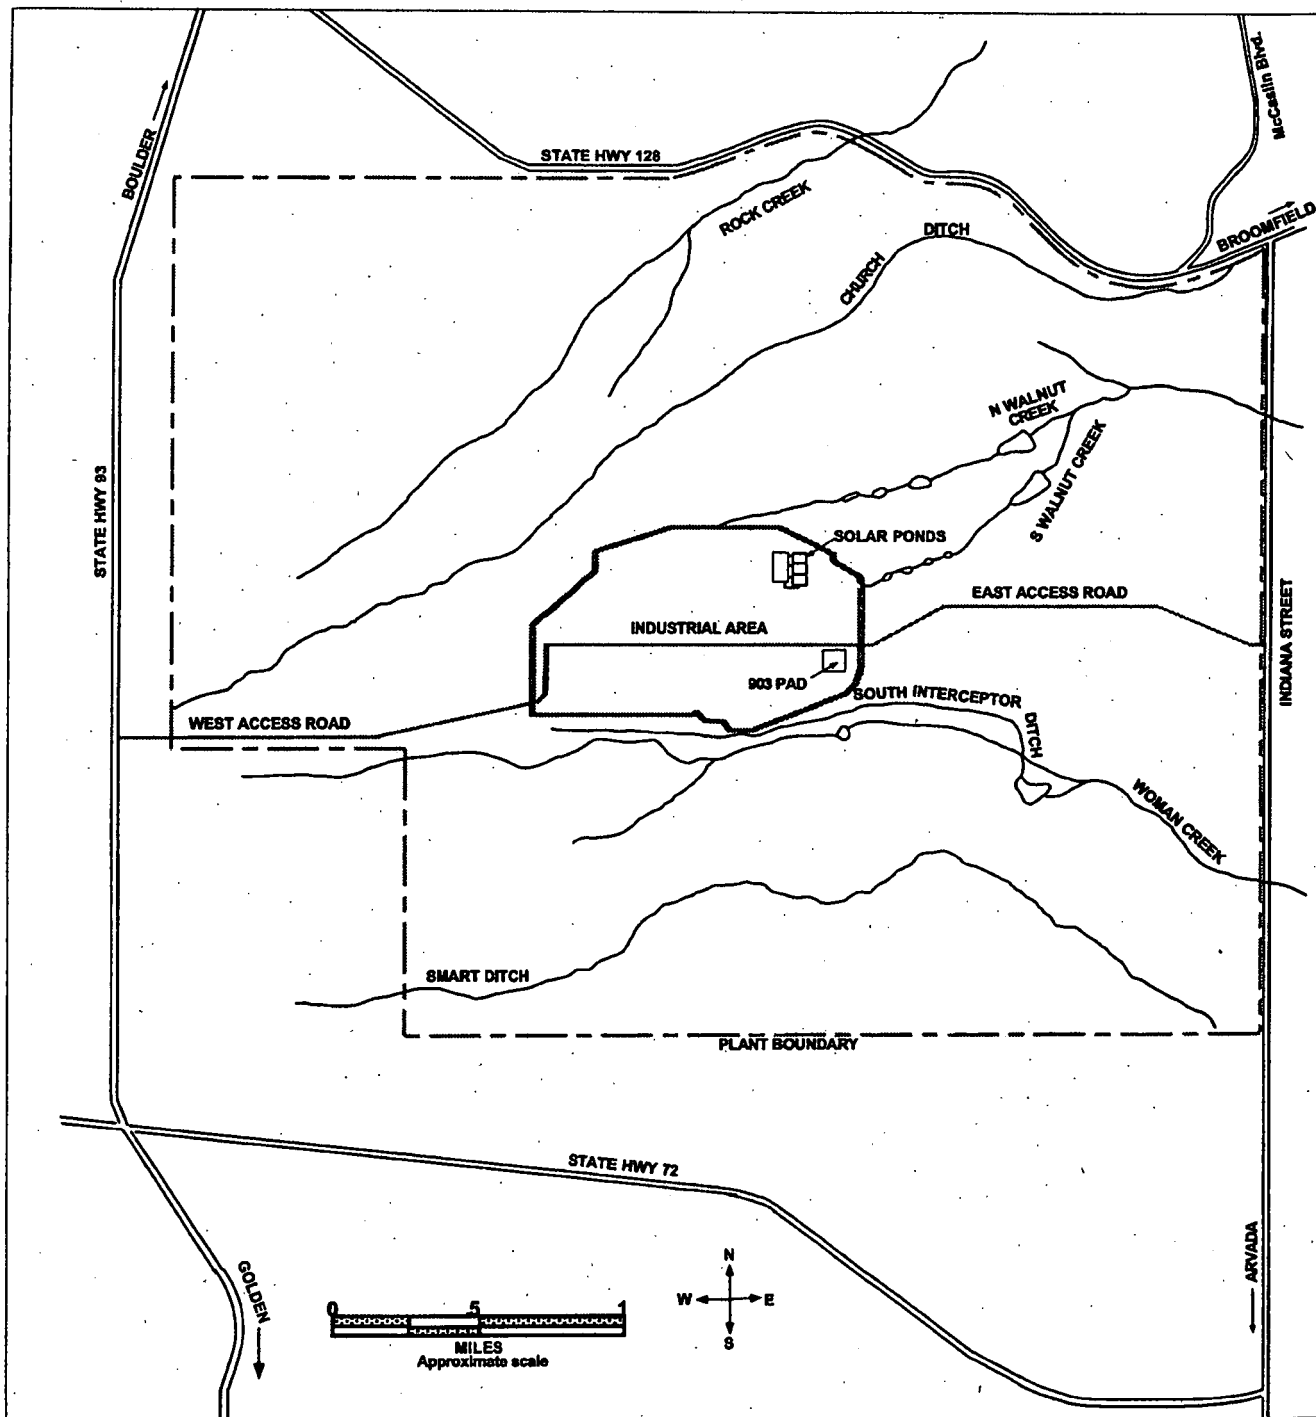 McCaslin Blvd.
BOULDER
STATE HWY 128
ROCK CREEK
DITCH
BROOMFIELD
CHURCH
N WALNUT
CREEK
S WALNUT CREEK
STATE HWY 93
SOLAR PONDS
EAST ACCESS ROAD
INDUSTRIAL AREA
INDIANA STREET
903 PAD
SOUTH INTERCEPTOR
DITCH
WEST ACCESS ROAD
WOMAN CREEK
SMART DITCH
PLANT BOUNDARY
STATE HWY 72
ARVADA
GOLDEN
N
W E
S
0 .5 1
MILES
Approximate scale